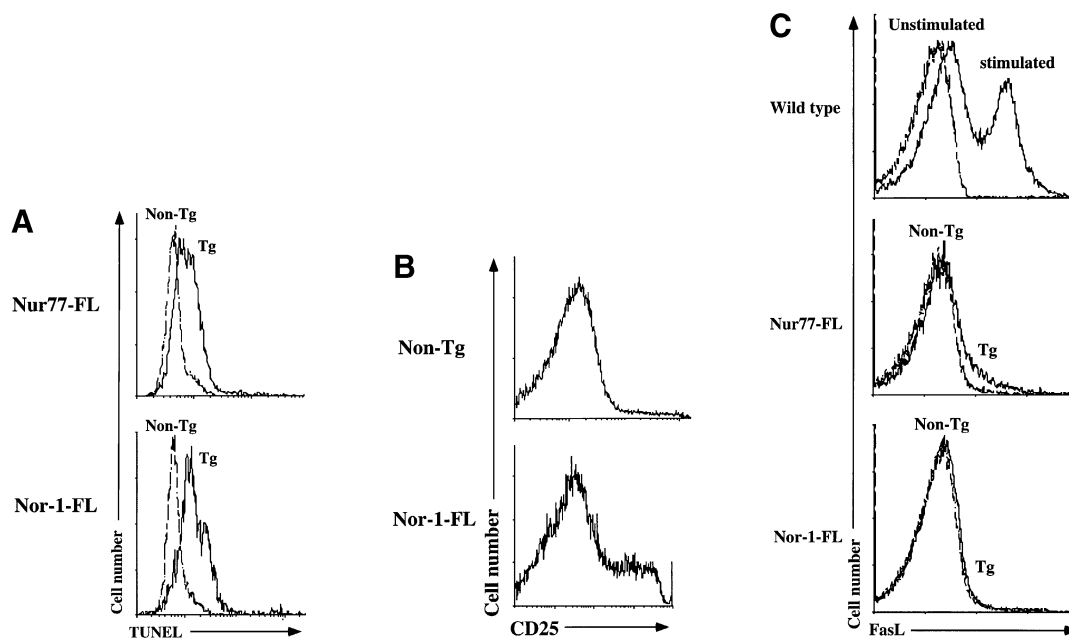 A
Non-Tg
Tg
Nur77-FL
Non-Tg
Tg
Nor-1-FL
Cell number
TUNEL
B
Non-Tg
Nor-1-FL
Cell number
CD25
C
Unstimulated
stimulated
Wild type
Non-Tg
Nur77-FL
Tg
Non-Tg
Nor-1-FL
Tg
Cell number
FasL